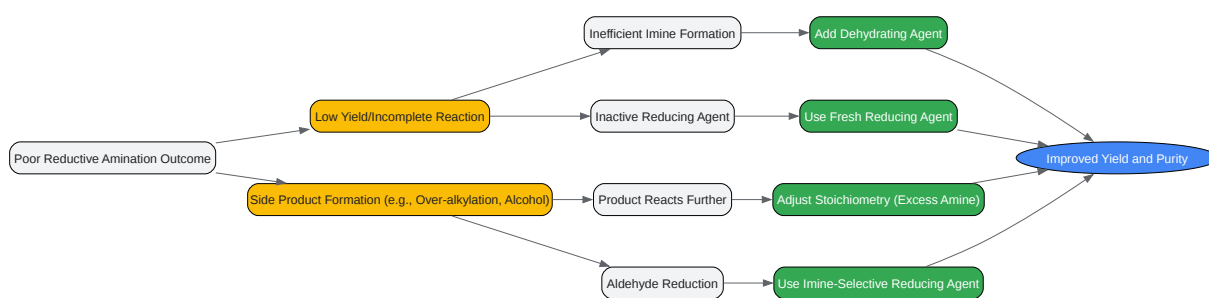 Inefficient Imine Formation
Add Dehydrating Agent
Low Yield/Incomplete Reaction
Inactive Reducing Agent
Use Fresh Reducing Agent
Poor Reductive Amination Outcome
Improved Yield and Purity
Side Product Formation (e.g., Over-alkylation, Alcohol)
Product Reacts Further
Adjust Stoichiometry (Excess Amine)
Aldehyde Reduction
Use Imine-Selective Reducing Agent